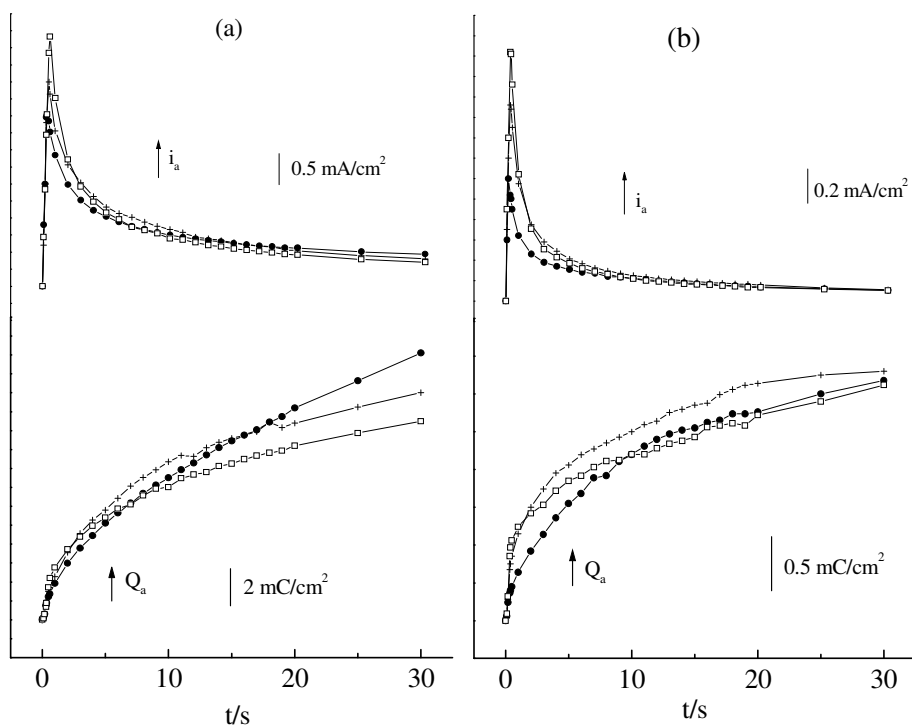 (a)
i_a
0.5 mA/cm²
Q_a
2 mC/cm²
0 10 20 30
t/s
(b)
i_a
0.2 mA/cm²
Q_a
0.5 mC/cm²
0 10 20 30
t/s